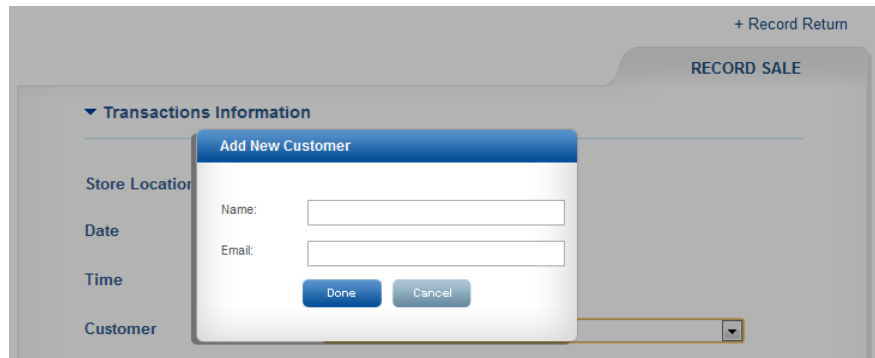 + Record Return
RECORD SALE
Transactions Information
Add New Customer
Store Location
Name:
Date
Email:
Time
Done
Cancel
Customer